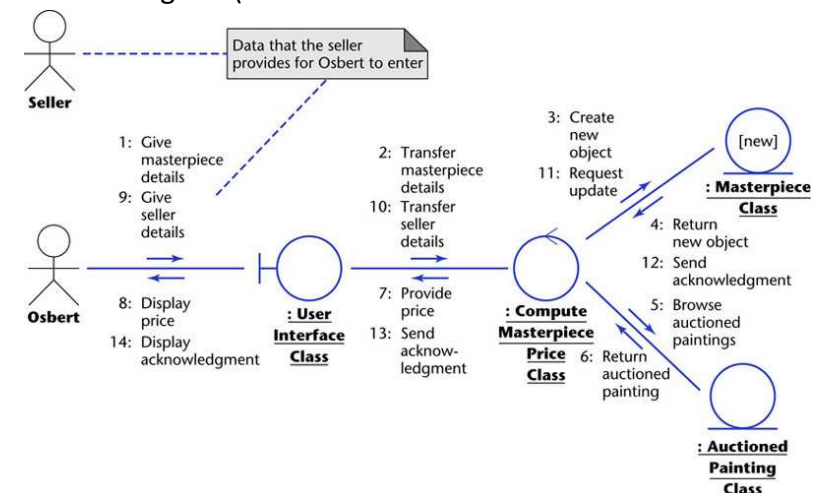 Data that the seller
provides for Osbert to enter
Seller
1: Give
masterpiece
details
9: Give
seller
details
2: Transfer
masterpiece
details
10: Transfer
seller
details
3: Create
new
object
11: Request
update
[new]
: Masterpiece
Class
4: Return
new object
12: Send
acknowledgment
5: Browse
auctioned
paintings
Osbert
8: Display
price
14: Display
acknowledgment
: User
Interface
Class
7: Provide
price
13: Send
acknow-
ledgment
: Compute
Masterpiece
Price
Class
6: Return
auctioned
painting
: Auctioned
Painting
Class